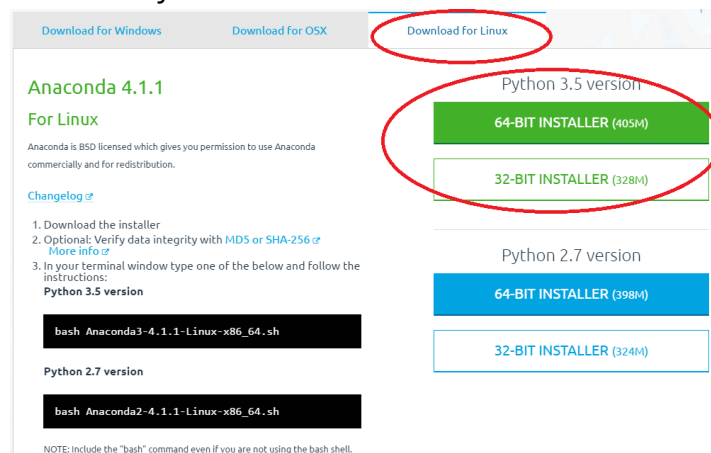 Download for Windows
Download for OSX
Download for Linux
Anaconda 4.1.1
For Linux
Anaconda is BSD licensed which gives you permission to use Anaconda
commercially and for redistribution.
Changelog
1. Download the installer
2. Optional: Verify data integrity with MD5 or SHA-256
More info
3. In your terminal window type one of the below and follow the
instructions:
Python 3.5 version
bash Anaconda3-4.1.1-Linux-x86_64.sh
Python 2.7 version
bash Anaconda2-4.1.1-Linux-x86_64.sh
NOTE: Include the "bash" command even if you are not using the bash shell.
Python 3.5 version
64-BIT INSTALLER (405M)
32-BIT INSTALLER (328M)
Python 2.7 version
64-BIT INSTALLER (398M)
32-BIT INSTALLER (324M)